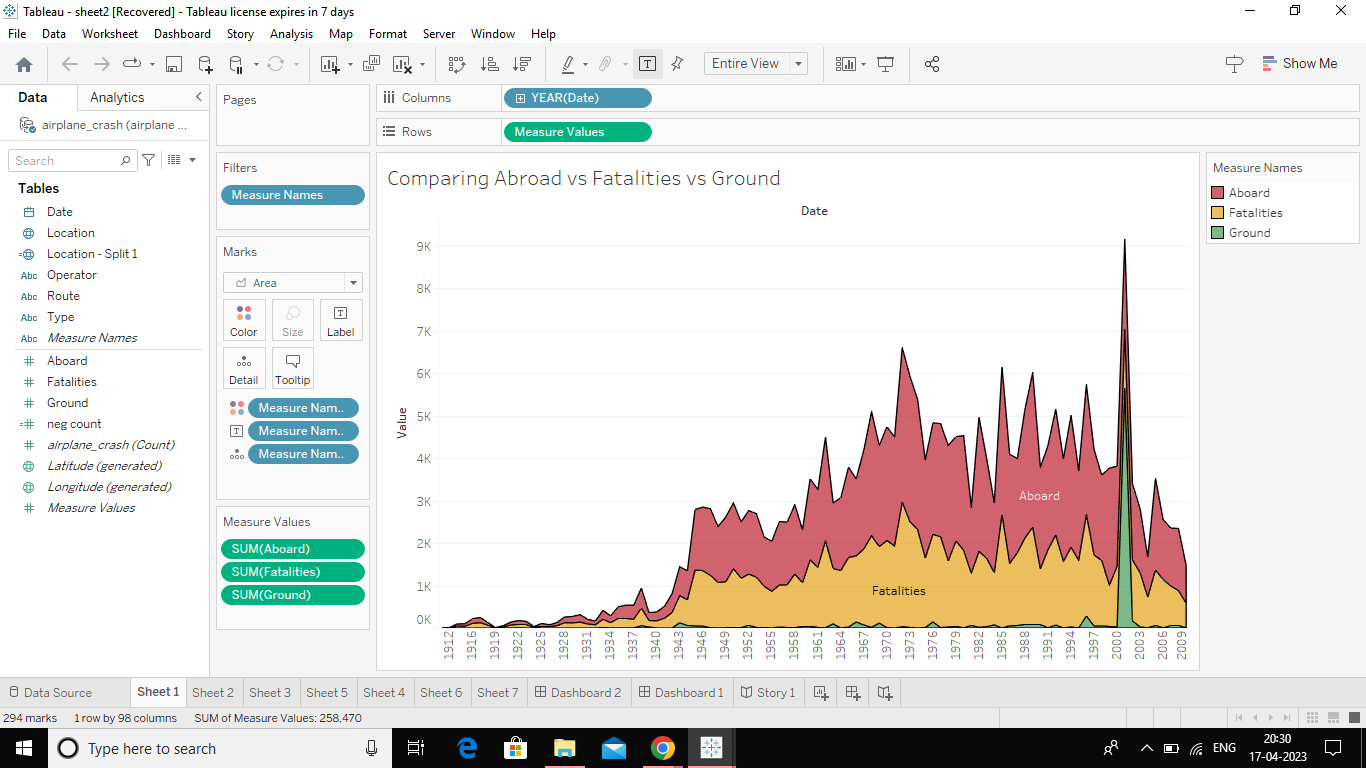 Tableau - sheet2 [Recovered] - Tableau license expires in 7 days
File Data Worksheet Dashboard Story Analysis Map Format Server Window Help
Entire View
Show Me
Data Analytics
airplane_crash (airplane ...
Search
Tables
Date
Location
Location - Split 1
Abc Operator
Abc Route
Abc Type
Abc Measure Names
Aboard
Fatalities
Ground
neg count
airplane_crash (Count)
Latitude (generated)
Longitude (generated)
Measure Values
Pages
Filters
Measure Names
Marks
Area
Color Size Label
Detail Tooltip
Measure Nam..
Measure Nam..
Measure Nam..
Measure Values
SUM(Aboard)
SUM(Fatalities)
SUM(Ground)
Columns YEAR(Date)
Rows Measure Values
Comparing Abroad vs Fatalities vs Ground
Date
Value
9K
8K
7K
6K
5K
4K
3K
2K
1K
0K
Aboard
Fatalities
1912 1916 1919 1922 1925 1928 1931 1934 1937 1940 1943 1946 1949 1952 1955 1958 1961 1964 1967 1970 1973 1976 1979 1982 1985 1988 1991 1994 1997 2000 2003 2006 2009
Measure Names
Aboard
Fatalities
Ground
Data Source Sheet 1 Sheet 2 Sheet 3 Sheet 5 Sheet 4 Sheet 6 Sheet 7 Dashboard 2 Dashboard 1 Story 1
294 marks 1 row by 98 columns SUM of Measure Values: 258,470
Type here to search
ENG
20:30
17-04-2023